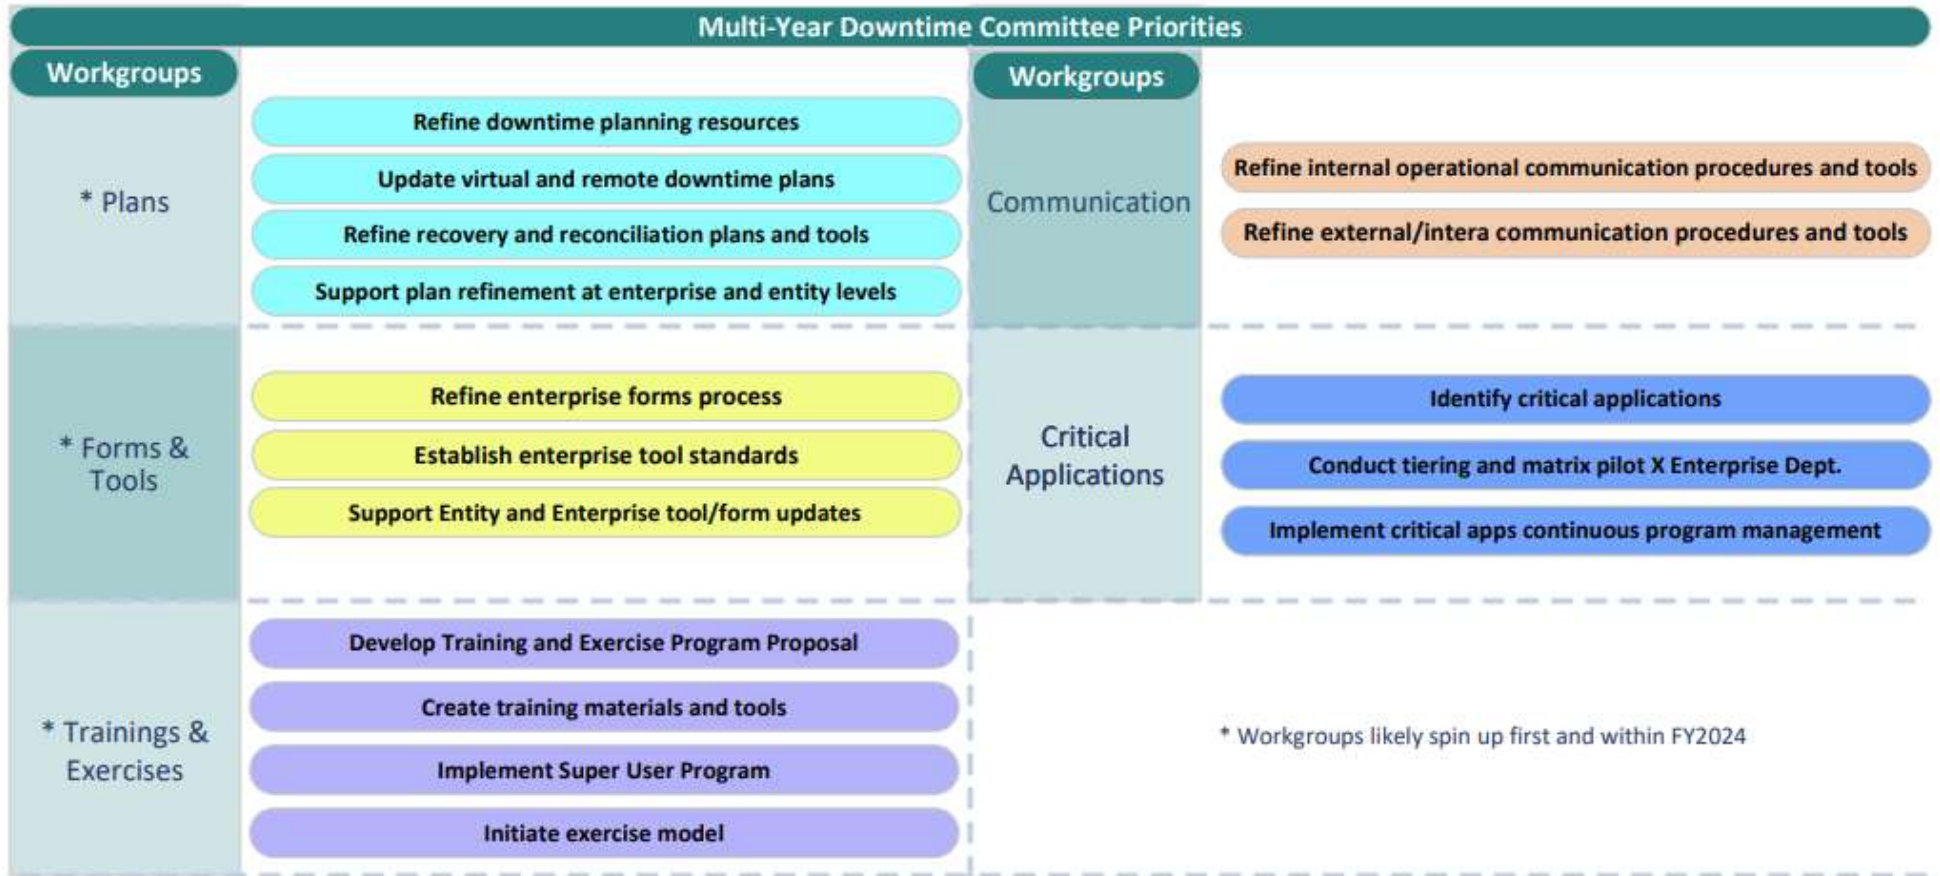 Multi-Year Downtime Committee Priorities
Workgroups
* Plans
Refine downtime planning resources
Update virtual and remote downtime plans
Refine recovery and reconciliation plans and tools
Support plan refinement at enterprise and entity levels
* Forms &
Tools
Refine enterprise forms process
Establish enterprise tool standards
Support Entity and Enterprise tool/form updates
* Trainings &
Exercises
Develop Training and Exercise Program Proposal
Create training materials and tools
Implement Super User Program
Initiate exercise model
Workgroups
Communication
Refine internal operational communication procedures and tools
Refine external/intera communication procedures and tools
Critical
Applications
Identify critical applications
Conduct tiering and matrix pilot X Enterprise Dept.
Implement critical apps continuous program management
* Workgroups likely spin up first and within FY2024